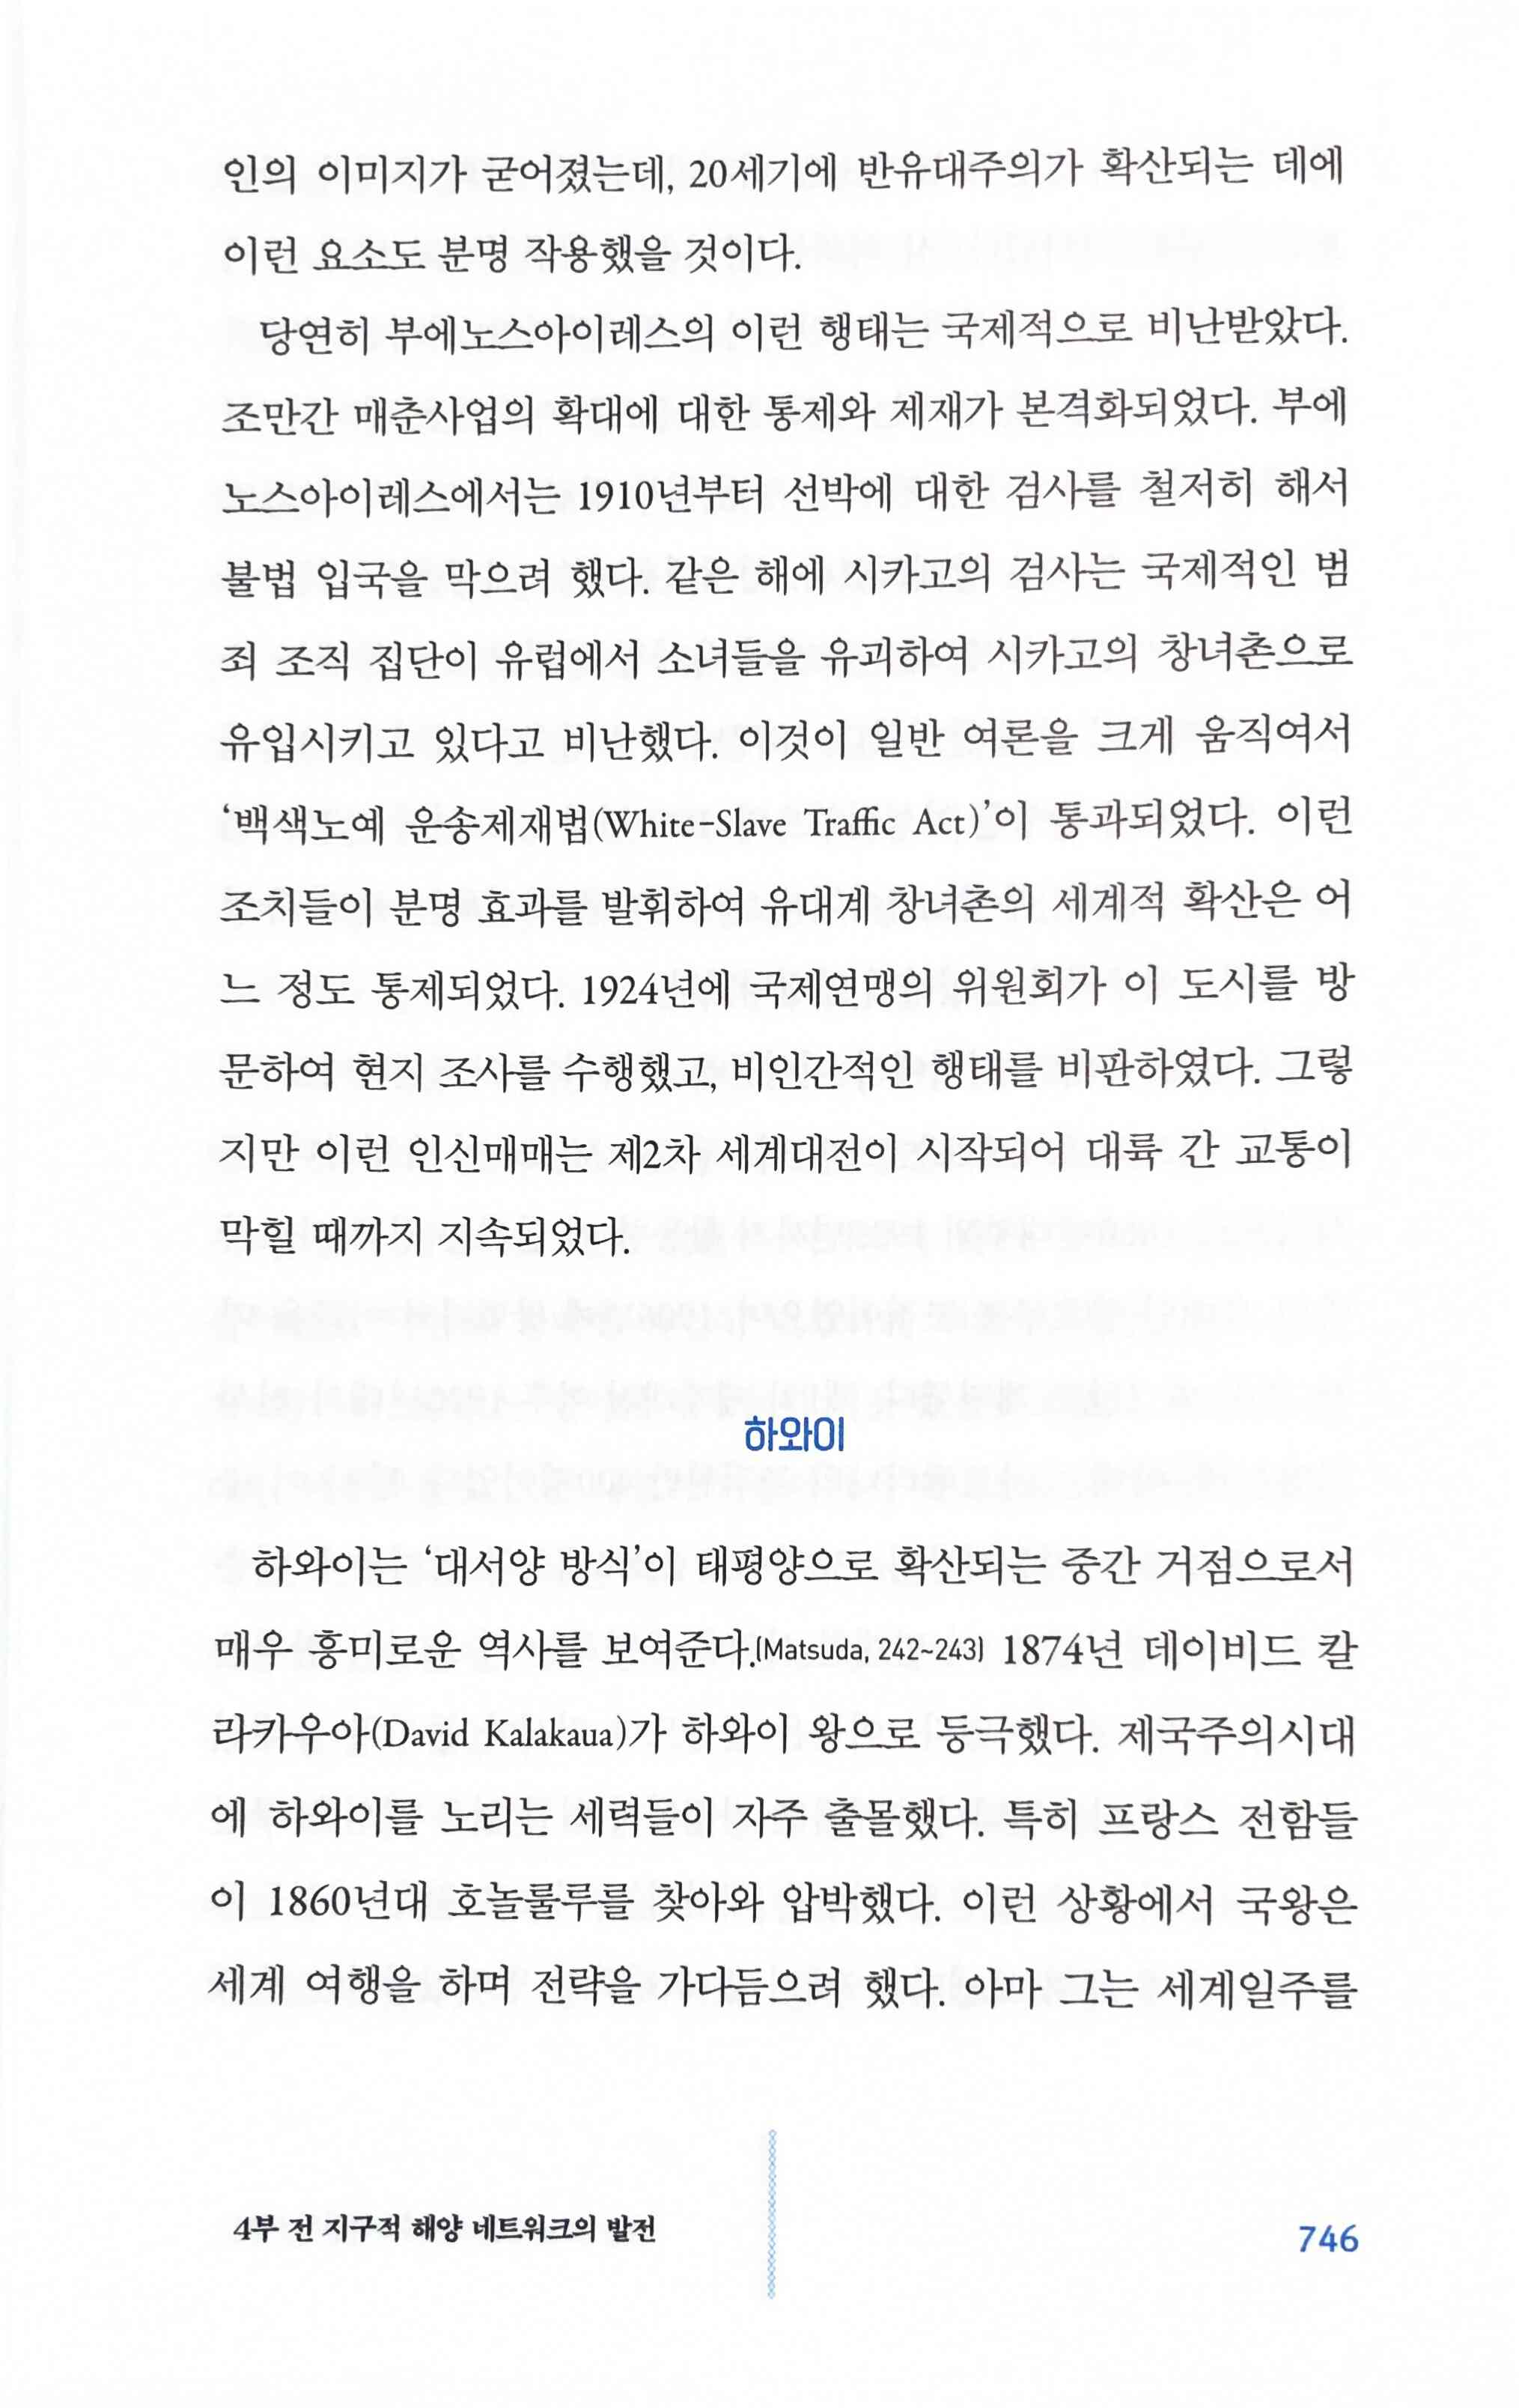 인의 이미지가 굳어졌는데, 20세기에 반유대주의가 확산되는 데에
이런 요소도 분명 작용했을 것이다.
당연히 부에노스아이레스의 이런 행태는 국제적으로 비난받았다.
조만간 매춘사업의 확대에 대한 통제와 제재가 본격화되었다. 부에
노스아이레스에서는 1910년부터 선박에 대한 검사를 철저히 해서
불법 입국을 막으려 했다. 같은 해에 시카고의 검사는 국제적인 범
죄 조직 집단이 유럽에서 소녀들을 유괴하여 시카고의 창녀촌으로
유입시키고 있다고 비난했다. 이것이 일반 여론을 크게 움직여서
‘백색노예 운송제재법(White-Slave Traffic Act)’이 통과되었다. 이런
조치들이 분명 효과를 발휘하여 유대계 창녀촌의 세계적 확산은 어
느 정도 통제되었다. 1924년에 국제연맹의 위원회가 이 도시를 방
문하여 현지 조사를 수행했고, 비인간적인 행태를 비판하였다. 그렇
지만 이런 인신매매는 제2차 세계대전이 시작되어 대륙 간 교통이
막힐 때까지 지속되었다.
하와이
하와이는 ‘대서양 방식’이 태평양으로 확산되는 중간 거점으로서
매우 흥미로운 역사를 보여준다.(Matsuda, 242~243) 1874년 데이비드 칼
라카우아(David Kalakaua)가 하와이 왕으로 등극했다. 제국주의시대
에 하와이를 노리는 세력들이 자주 출몰했다. 특히 프랑스 전함들
이 1860년대 호놀룰루를 찾아와 압박했다. 이런 상황에서 국왕은
세계 여행을 하며 전략을 가다듬으려 했다. 아마 그는 세계일주를
4부 전 지구적 해양 네트워크의 발전
746